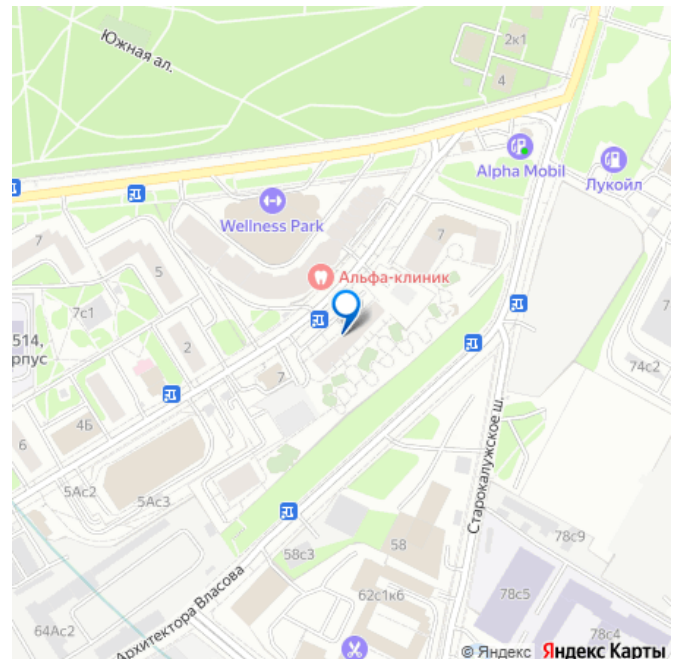 Южная ал.
2к1
4
Alpha Mobil
Лукойл
Wellness Park
7
7
5
Альфа-клиник
7с1
514,
рпус
2
7
74с2
4Б
6
5Ас2
5Ас3
Старокалужское ш.
58с3
58
78с9
62с1к6
78с5
64Ас2
Архитектора Власова
78с4
© Яндекс Яндекс Карты